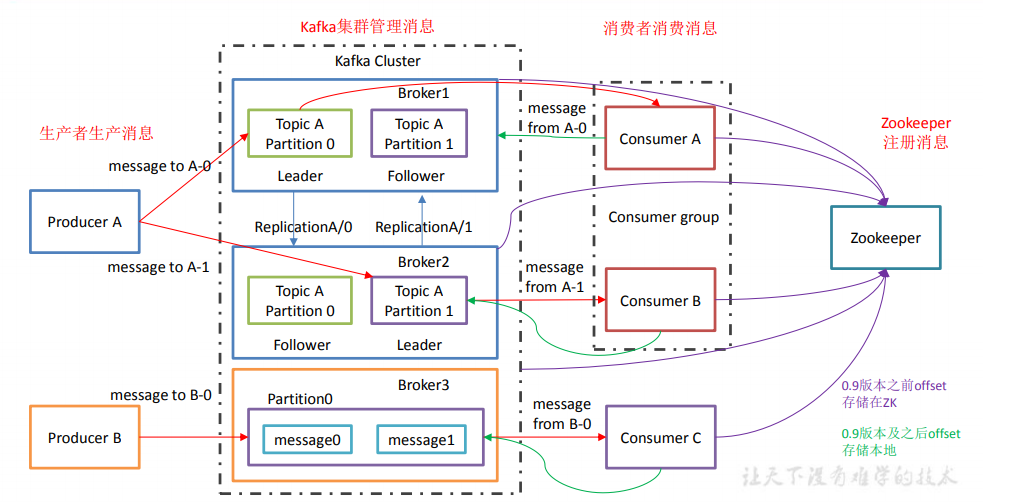 Kafka集群管理消息
消费者消费消息
Kafka Cluster
生产者生产消息
Broker1
Topic A
Partition 0
Topic A
Partition 1
Leader
Follower
message to A-0
message
from A-0
Consumer A
Zookeeper
注册消息
Producer A
ReplicationA/0
ReplicationA/1
Consumer group
Zookeeper
message to A-1
Broker2
Topic A
Partition 0
Topic A
Partition 1
Follower
Leader
message
from A-1
Consumer B
message to B-0
Broker3
Partition0
message0
message1
Producer B
message
from B-0
Consumer C
0.9版本之前offset
存储在ZK
0.9版本及之后offset
存储本地
让天下没有难学的技术